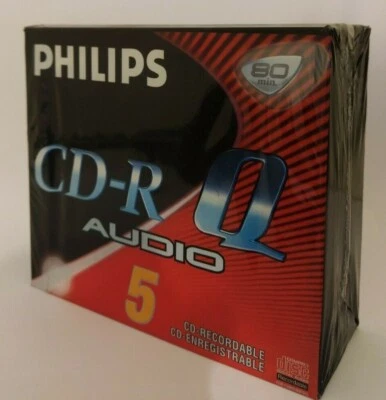 PHILIPS
80
min.
CD-R
Q
AUDIO
5
CD-RECORDABLE
CD-ENREGISTRABLE